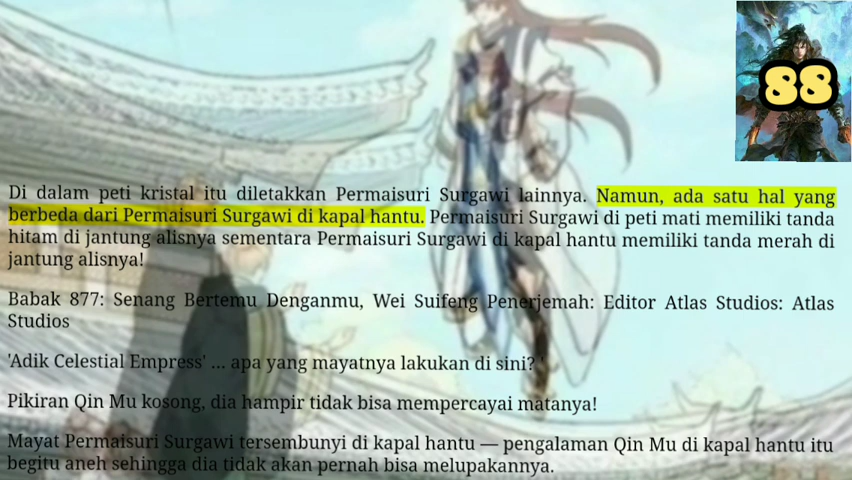 88
Di dalam peti kristal itu diletakkan Permaisuri Surgawi lainnya. Namun, ada satu hal yang
berbeda dari Permaisuri Surgawi di kapal hantu. Permaisuri Surgawi di peti mati memiliki tanda
hitam di jantung alisnya sementara Permaisuri Surgawi di kapal hantu memiliki tanda merah di
jantung alisnya!
Babak 877: Senang Bertemu Denganmu, Wei Suifeng Penerjemah: Editor Atlas Studios: Atlas
Studios
'Adik Celestial Empress' ... apa yang mayatnya lakukan di sini? '
Pikiran Qin Mu kosong, dia hampir tidak bisa mempercayai matanya!
Mayat Permaisuri Surgawi tersembunyi di kapal hantu — pengalaman Qin Mu di kapal hantu itu
begitu aneh sehingga dia tidak akan pernah bisa melupakannya.